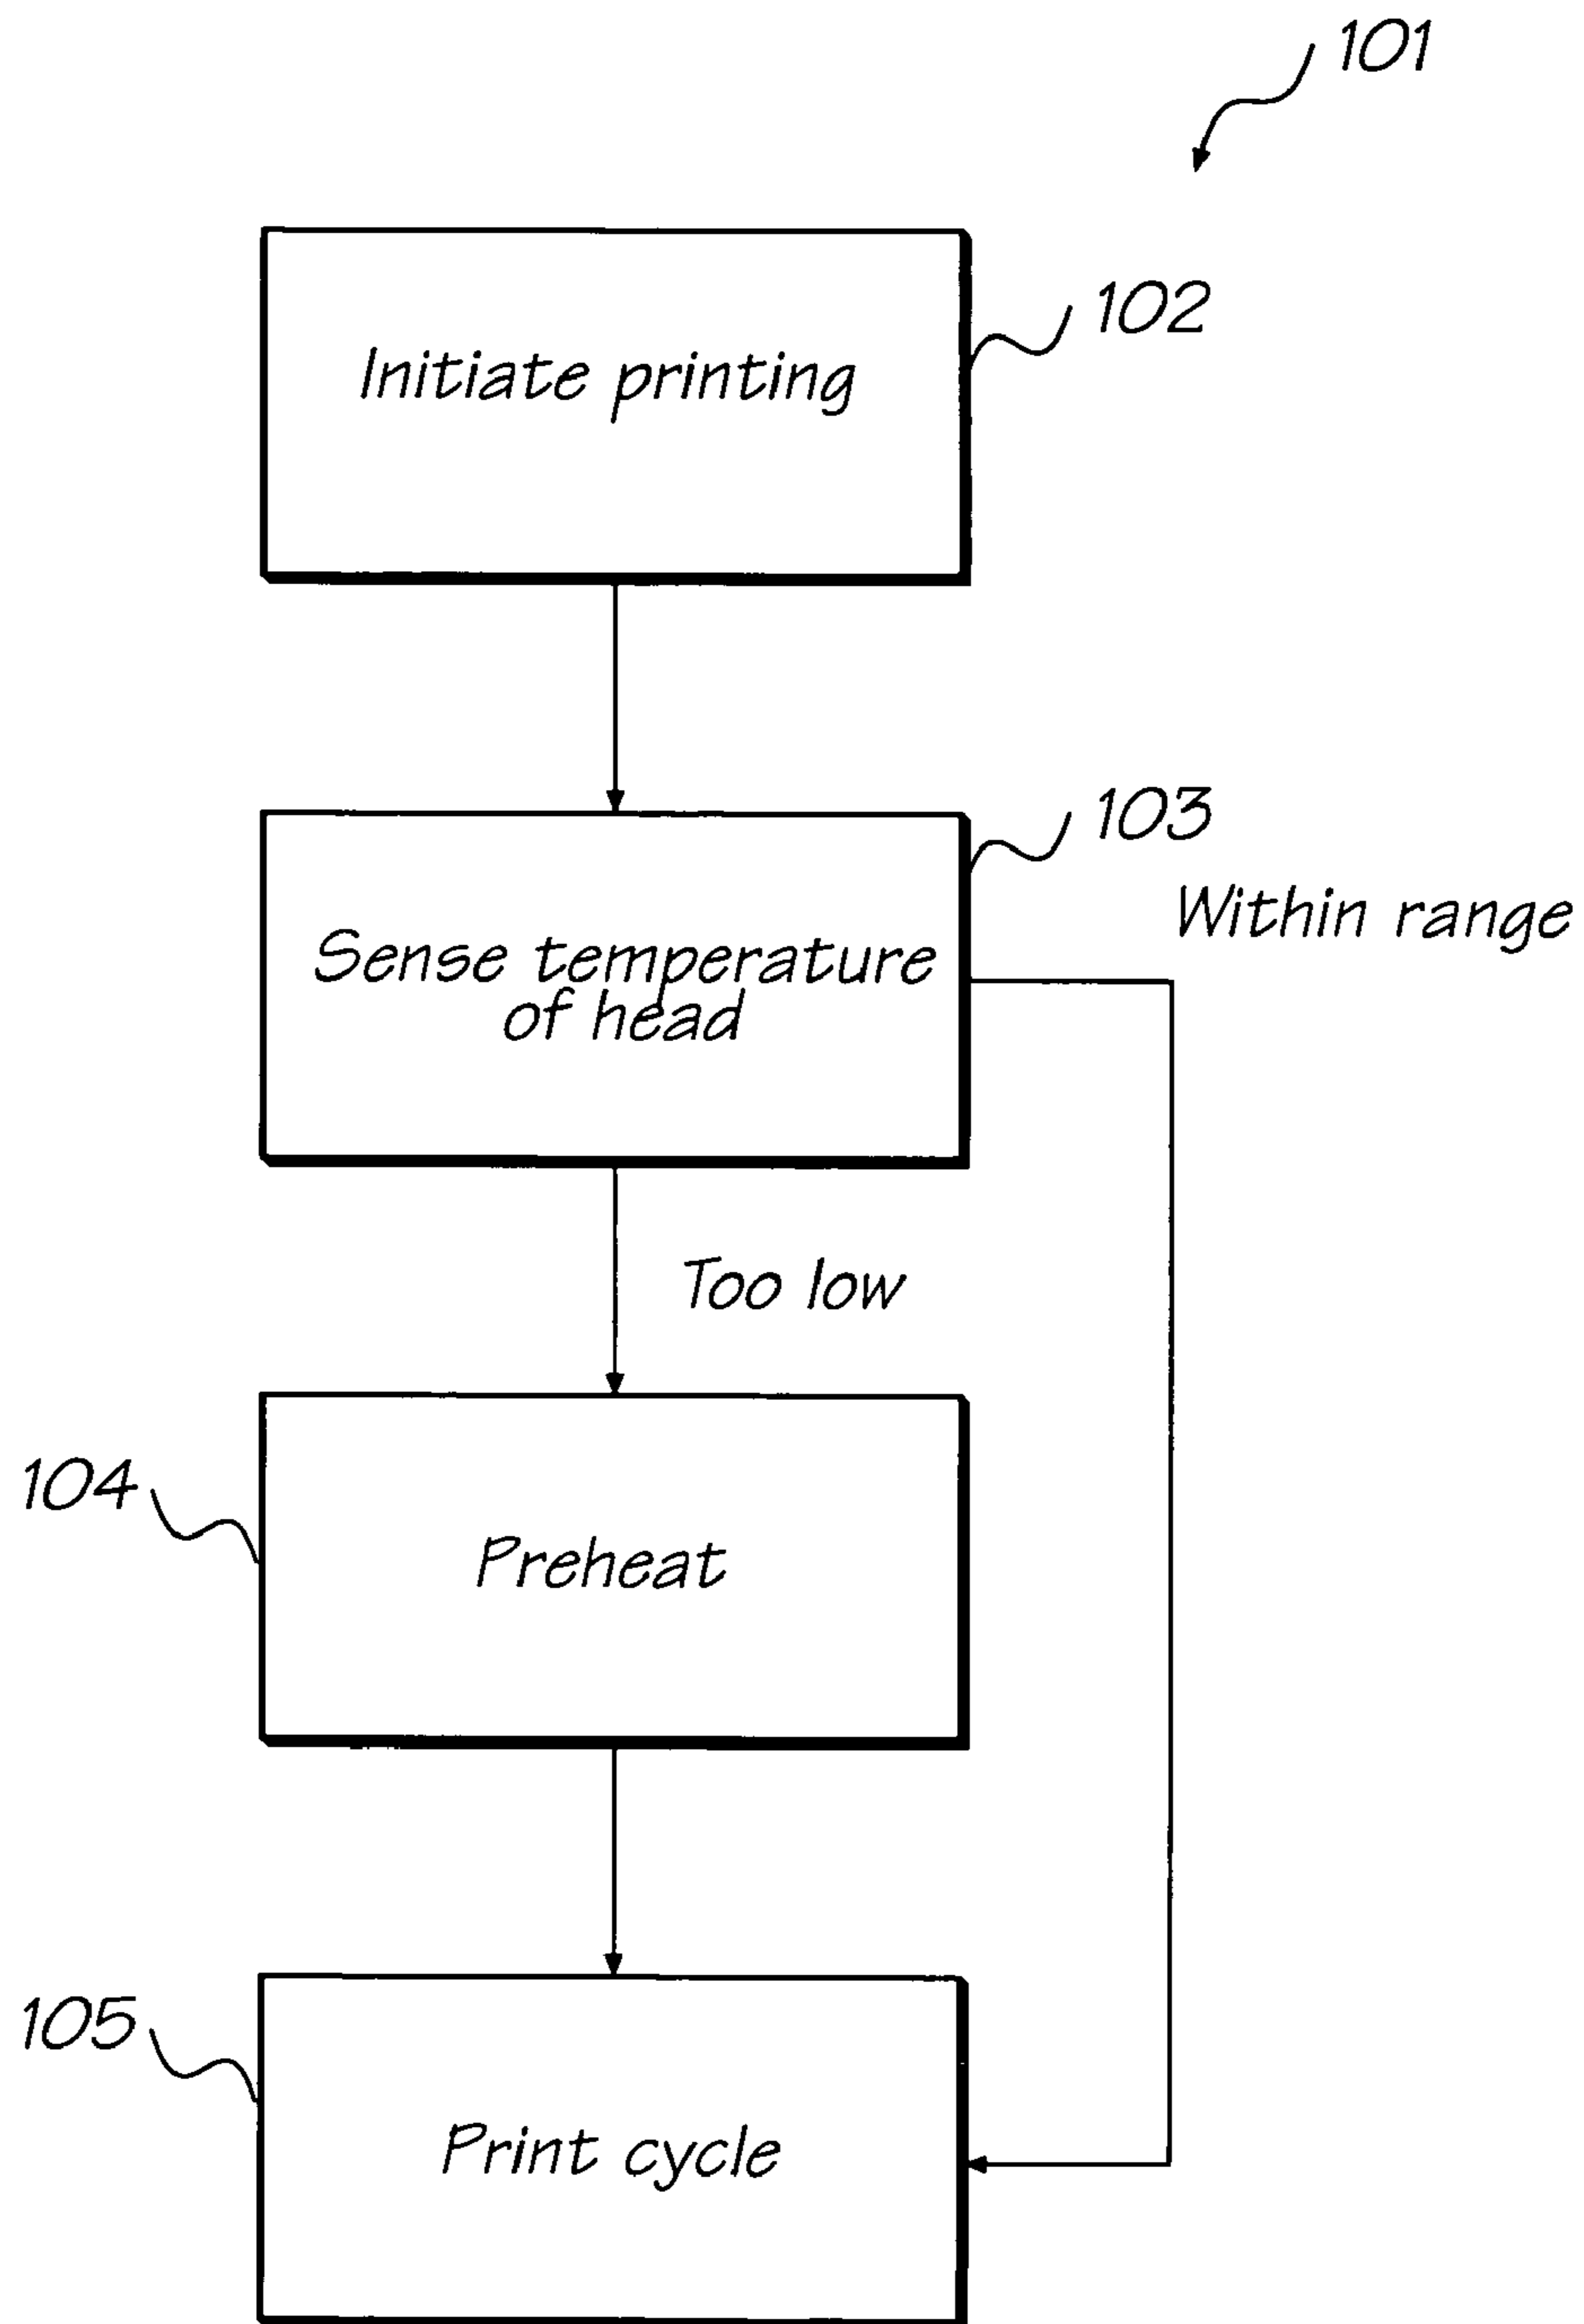 101
Initiate printing
102
103
Within range
Sense temperature
of head
Too low
104
Preheat
105
Print cycle